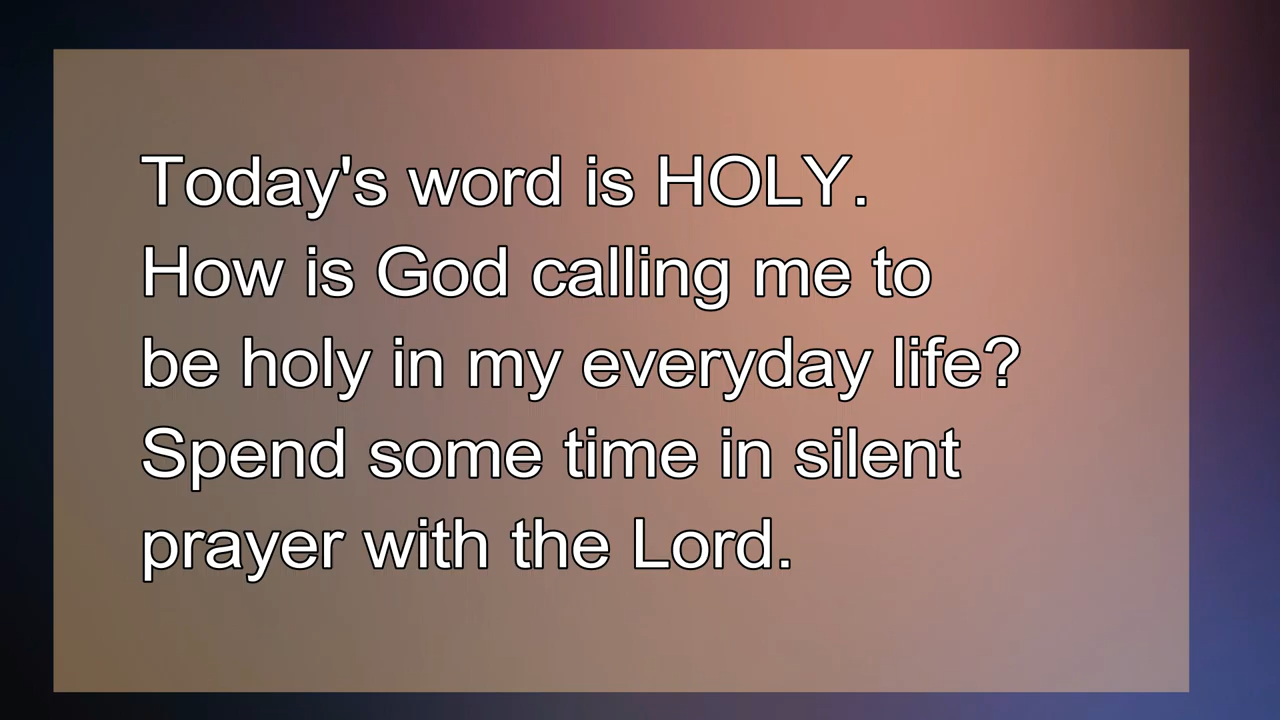 Today's word is HOLY.
How is God calling me to
be holy in my everyday life?
Spend some time in silent
prayer with the Lord.